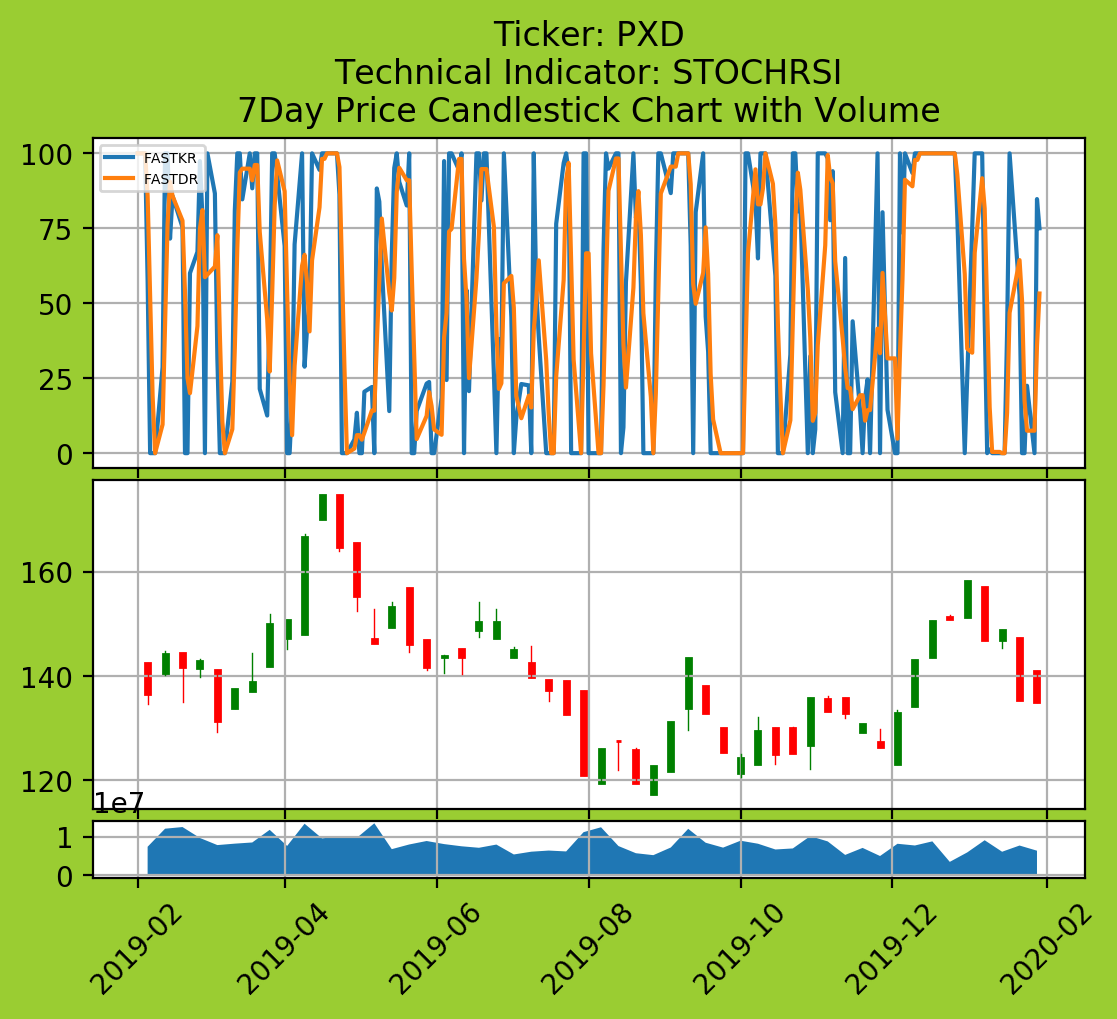 Ticker: PXD
Technical Indicator: STOCHRSI
7Day Price Candlestick Chart with Volume
FASTKR
FASTDR
100
75
50
25
0
160
140
120
1e7
1
0
2019-02
2019-04
2019-06
2019-08
2019-10
2019-12
2020-02